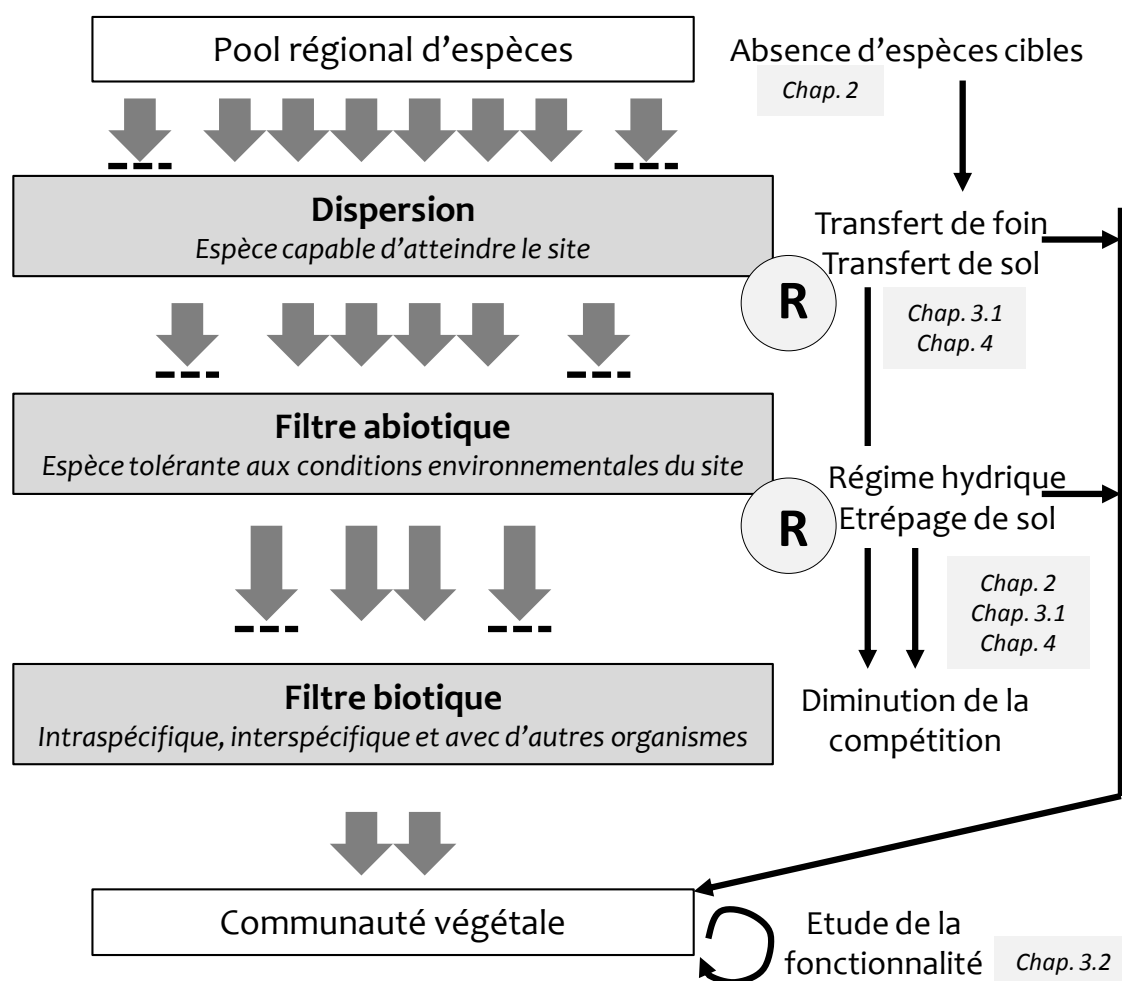 Pool régional d'espèces
Absence d'espèces cibles
Chap. 2
Dispersion
Espèce capable d'atteindre le site
Transfert de foin
Transfert de sol
R
Chap. 3.1
Chap. 4
Filtre abiotique
Espèce tolérante aux conditions environnementales du site
Régime hydrique
Etrépage de sol
R
Chap. 2
Chap. 3.1
Chap. 4
Filtre biotique
Intraspécifique, interspécifique et avec d'autres organismes
Diminution de la
compétition
Communauté végétale
Etude de la
fonctionnalité
Chap. 3.2